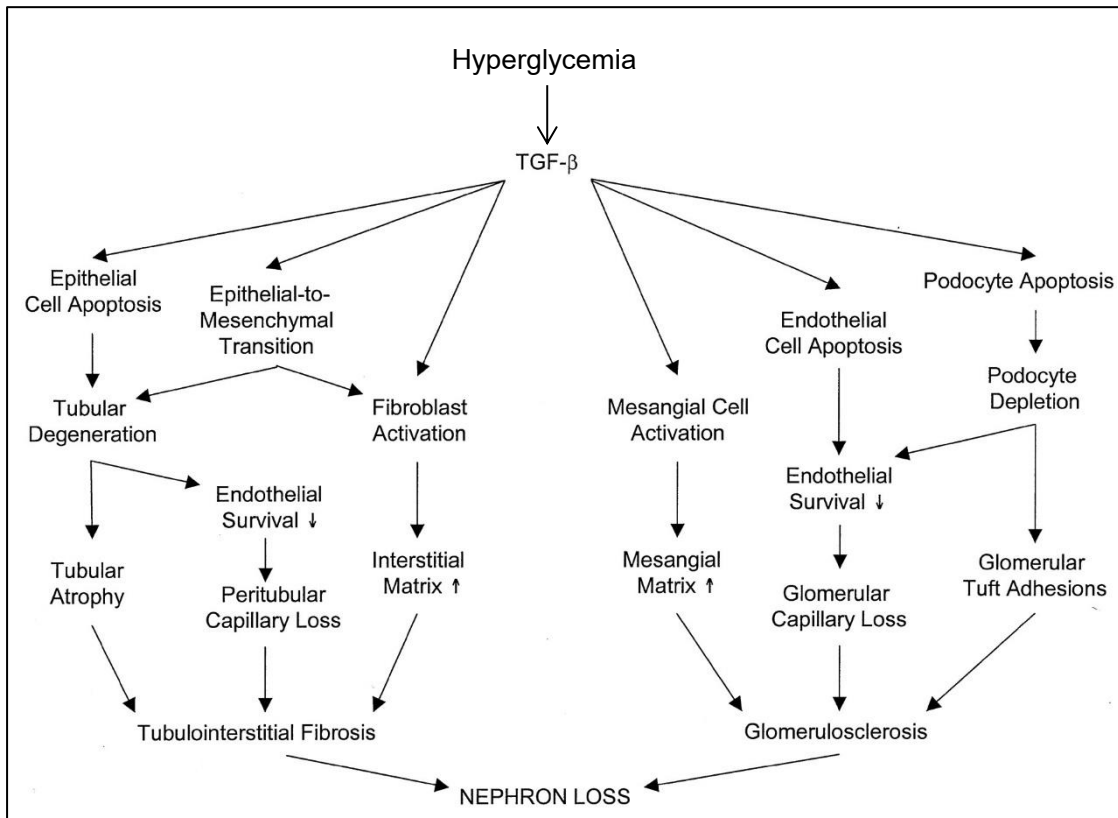 Hyperglycemia
TGF-β
Epithelial
Cell Apoptosis
Epithelial-to-
Mesenchymal
Transition
Endothelial
Cell Apoptosis
Podocyte Apoptosis
Tubular
Degeneration
Fibroblast
Activation
Mesangial Cell
Activation
Podocyte
Depletion
Endothelial
Survival ↓
Endothelial
Survival ↓
Tubular
Atrophy
Peritubular
Capillary Loss
Interstitial
Matrix ↑
Mesangial
Matrix ↑
Glomerular
Capillary Loss
Glomerular
Tuft Adhesions
Tubulointerstitial Fibrosis
Glomerulosclerosis
NEPHRON LOSS